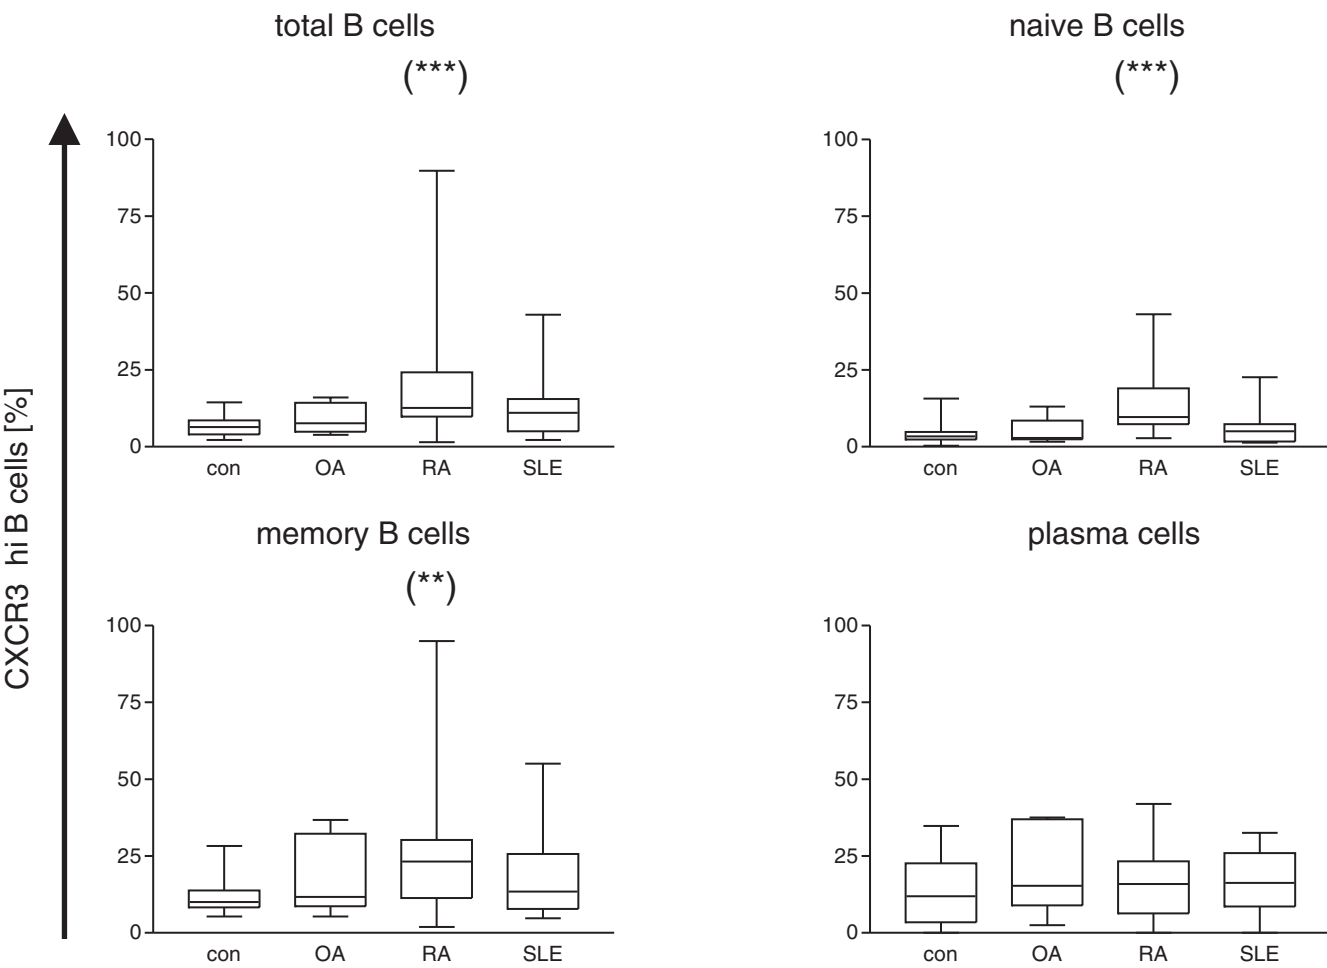 total B cells
(***)
100
75
50
25
0
con OA RA SLE
naive B cells
(***)
100
75
50
25
0
con OA RA SLE
CXCR3 hi B cells [%]
memory B cells
(**)
100
75
50
25
0
con OA RA SLE
plasma cells
100
75
50
25
0
con OA RA SLE